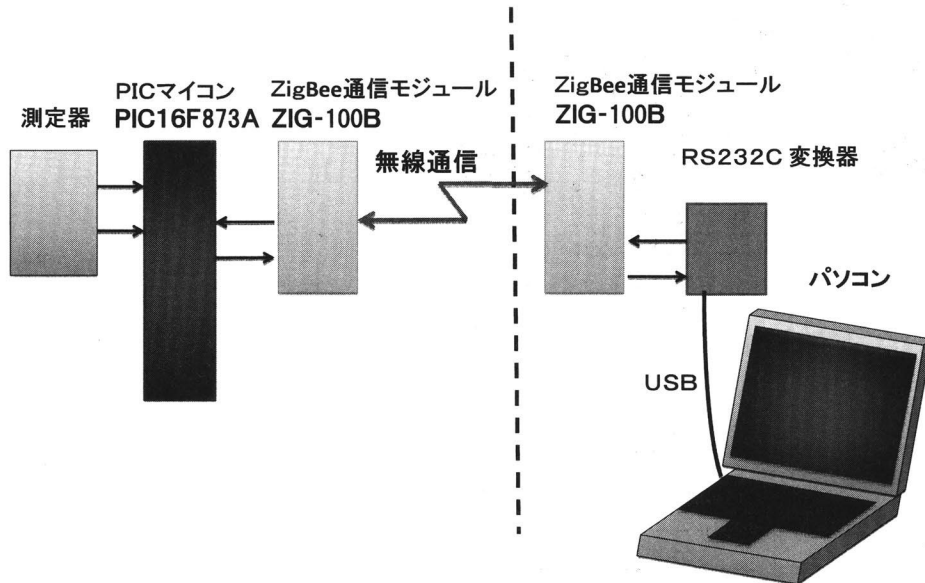 測定器
PICマイコン
PIC16F873A
ZigBee通信モジュール
ZIG-100B
無線通信
ZigBee通信モジュール
ZIG-100B
RS232C 変換器
パソコン
USB